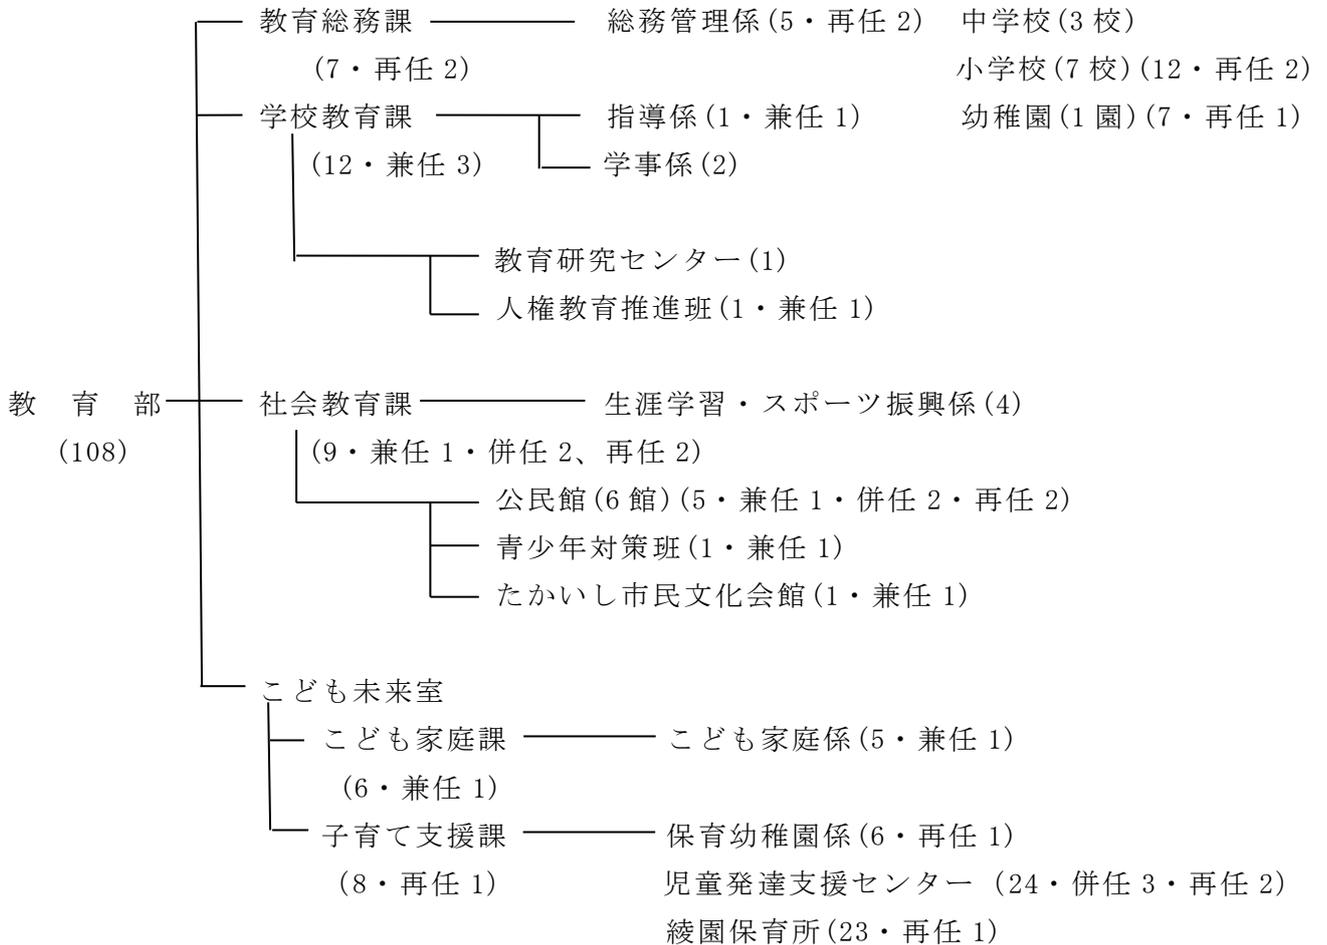 教育総務課 総務管理係(5・再任 2) 中学校(3 校)
(7・再任 2) 小学校(7 校)(12・再任 2)
学校教育課 指導係(1・兼任 1) 幼稚園(1 園)(7・再任 1)
(12・兼任 3) 学事係(2)
教育研究センター(1)
人権教育推進班(1・兼任 1)
教 育 部 社会教育課 生涯学習・スポーツ振興係(4)
(108) (9・兼任 1・併任 2、再任 2)
公民館(6 館)(5・兼任 1・併任 2・再任 2)
青少年対策班(1・兼任 1)
たかいし市民文化会館(1・兼任 1)
こども未来室
こども家庭課 こども家庭係(5・兼任 1)
(6・兼任 1)
子育て支援課 保育幼稚園係(6・再任 1)
(8・再任 1) 児童発達支援センター (24・併任 3・再任 2)
綾園保育所(23・再任 1)